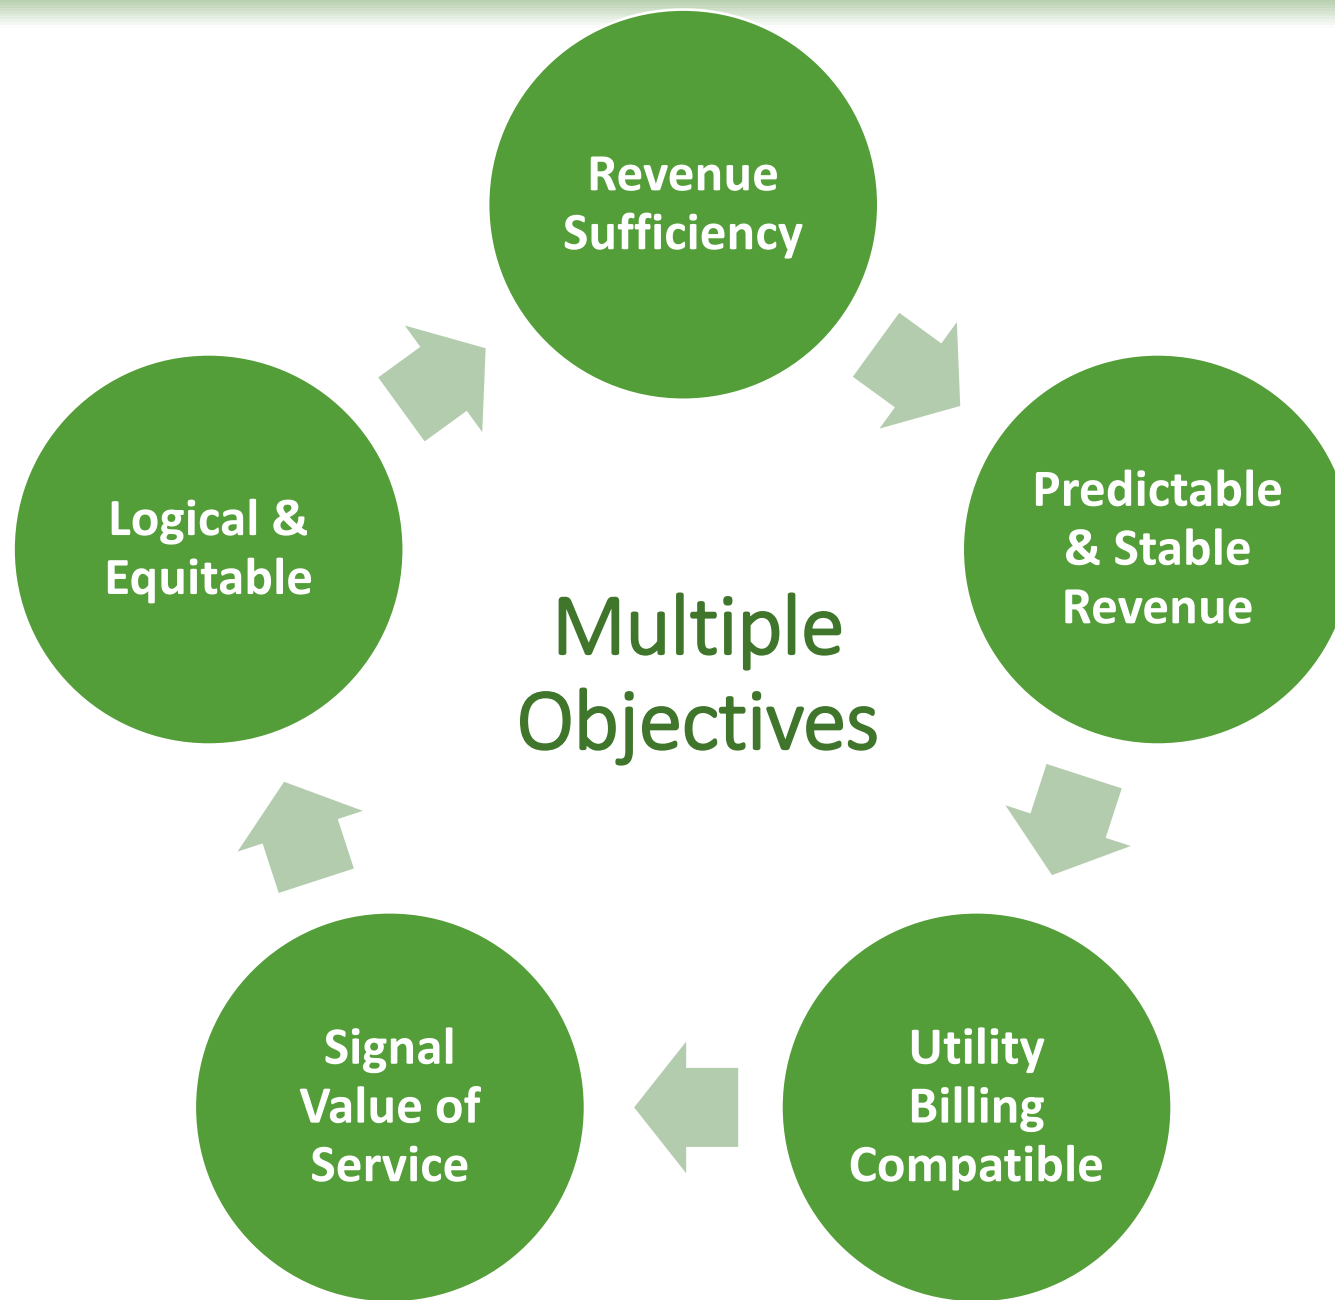 Revenue
Sufficiency
Predictable
& Stable
Revenue
Utility
Billing
Compatible
Signal
Value of
Service
Logical &
Equitable
Multiple
Objectives